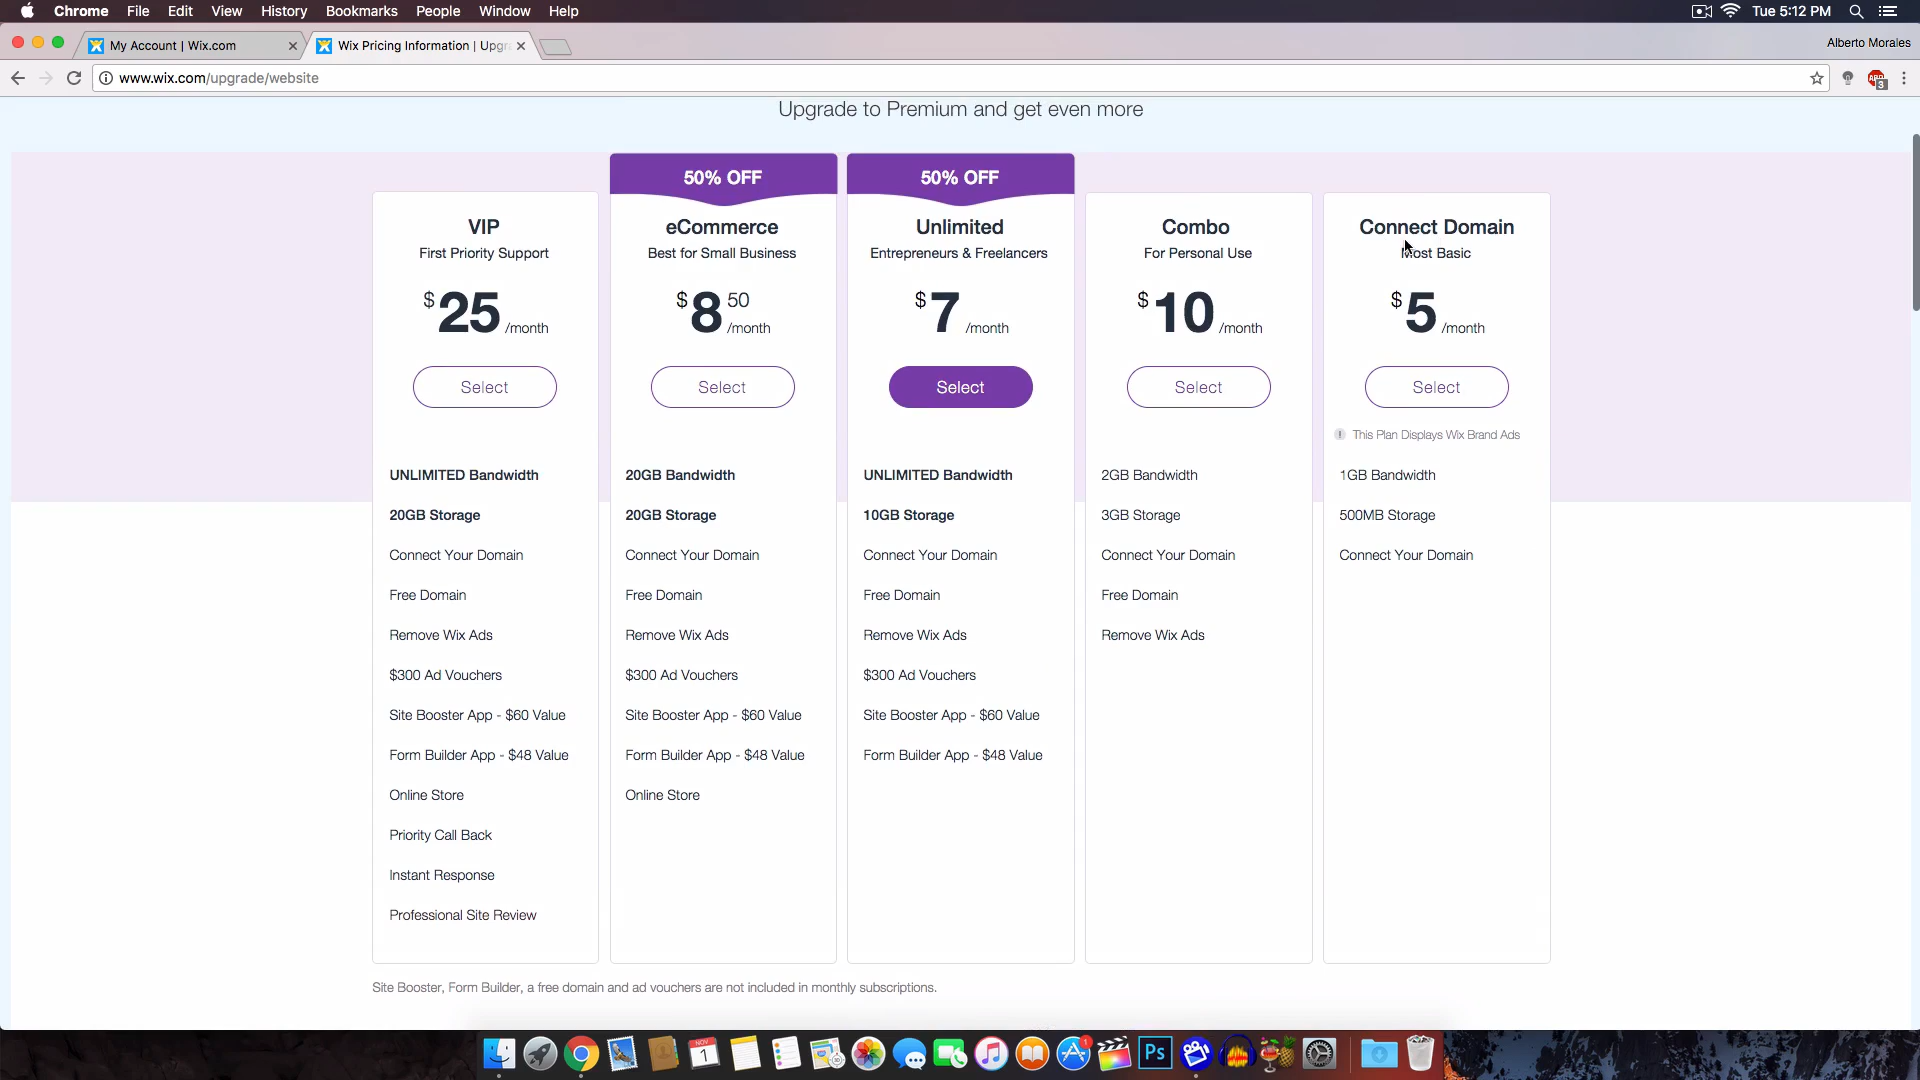 Chrome File Edit View History Bookmarks People Window Help Tue 5:12 PM
My Account | Wix.com
Wix Pricing Information | Upgr
Alberto Morales
www.wix.com/upgrade/website
3
Upgrade to Premium and get even more
50% OFF
50% OFF
VIP
First Priority Support
$25 /month
Select
UNLIMITED Bandwidth
20GB Storage
Connect Your Domain
Free Domain
Remove Wix Ads
$300 Ad Vouchers
Site Booster App - $60 Value
Form Builder App - $48 Value
Online Store
Priority Call Back
Instant Response
Professional Site Review
eCommerce
Best for Small Business
$8 50 /month
Select
20GB Bandwidth
20GB Storage
Connect Your Domain
Free Domain
Remove Wix Ads
$300 Ad Vouchers
Site Booster App - $60 Value
Form Builder App - $48 Value
Online Store
Unlimited
Entrepreneurs & Freelancers
$7 /month
Select
UNLIMITED Bandwidth
10GB Storage
Connect Your Domain
Free Domain
Remove Wix Ads
$300 Ad Vouchers
Site Booster App - $60 Value
Form Builder App - $48 Value
Combo
For Personal Use
$10 /month
Select
2GB Bandwidth
3GB Storage
Connect Your Domain
Free Domain
Remove Wix Ads
Connect Domain
Most Basic
$5 /month
Select
This Plan Displays Wix Brand Ads
1GB Bandwidth
500MB Storage
Connect Your Domain
Site Booster, Form Builder, a free domain and ad vouchers are not included in monthly subscriptions.
NOV
1
1
Ps